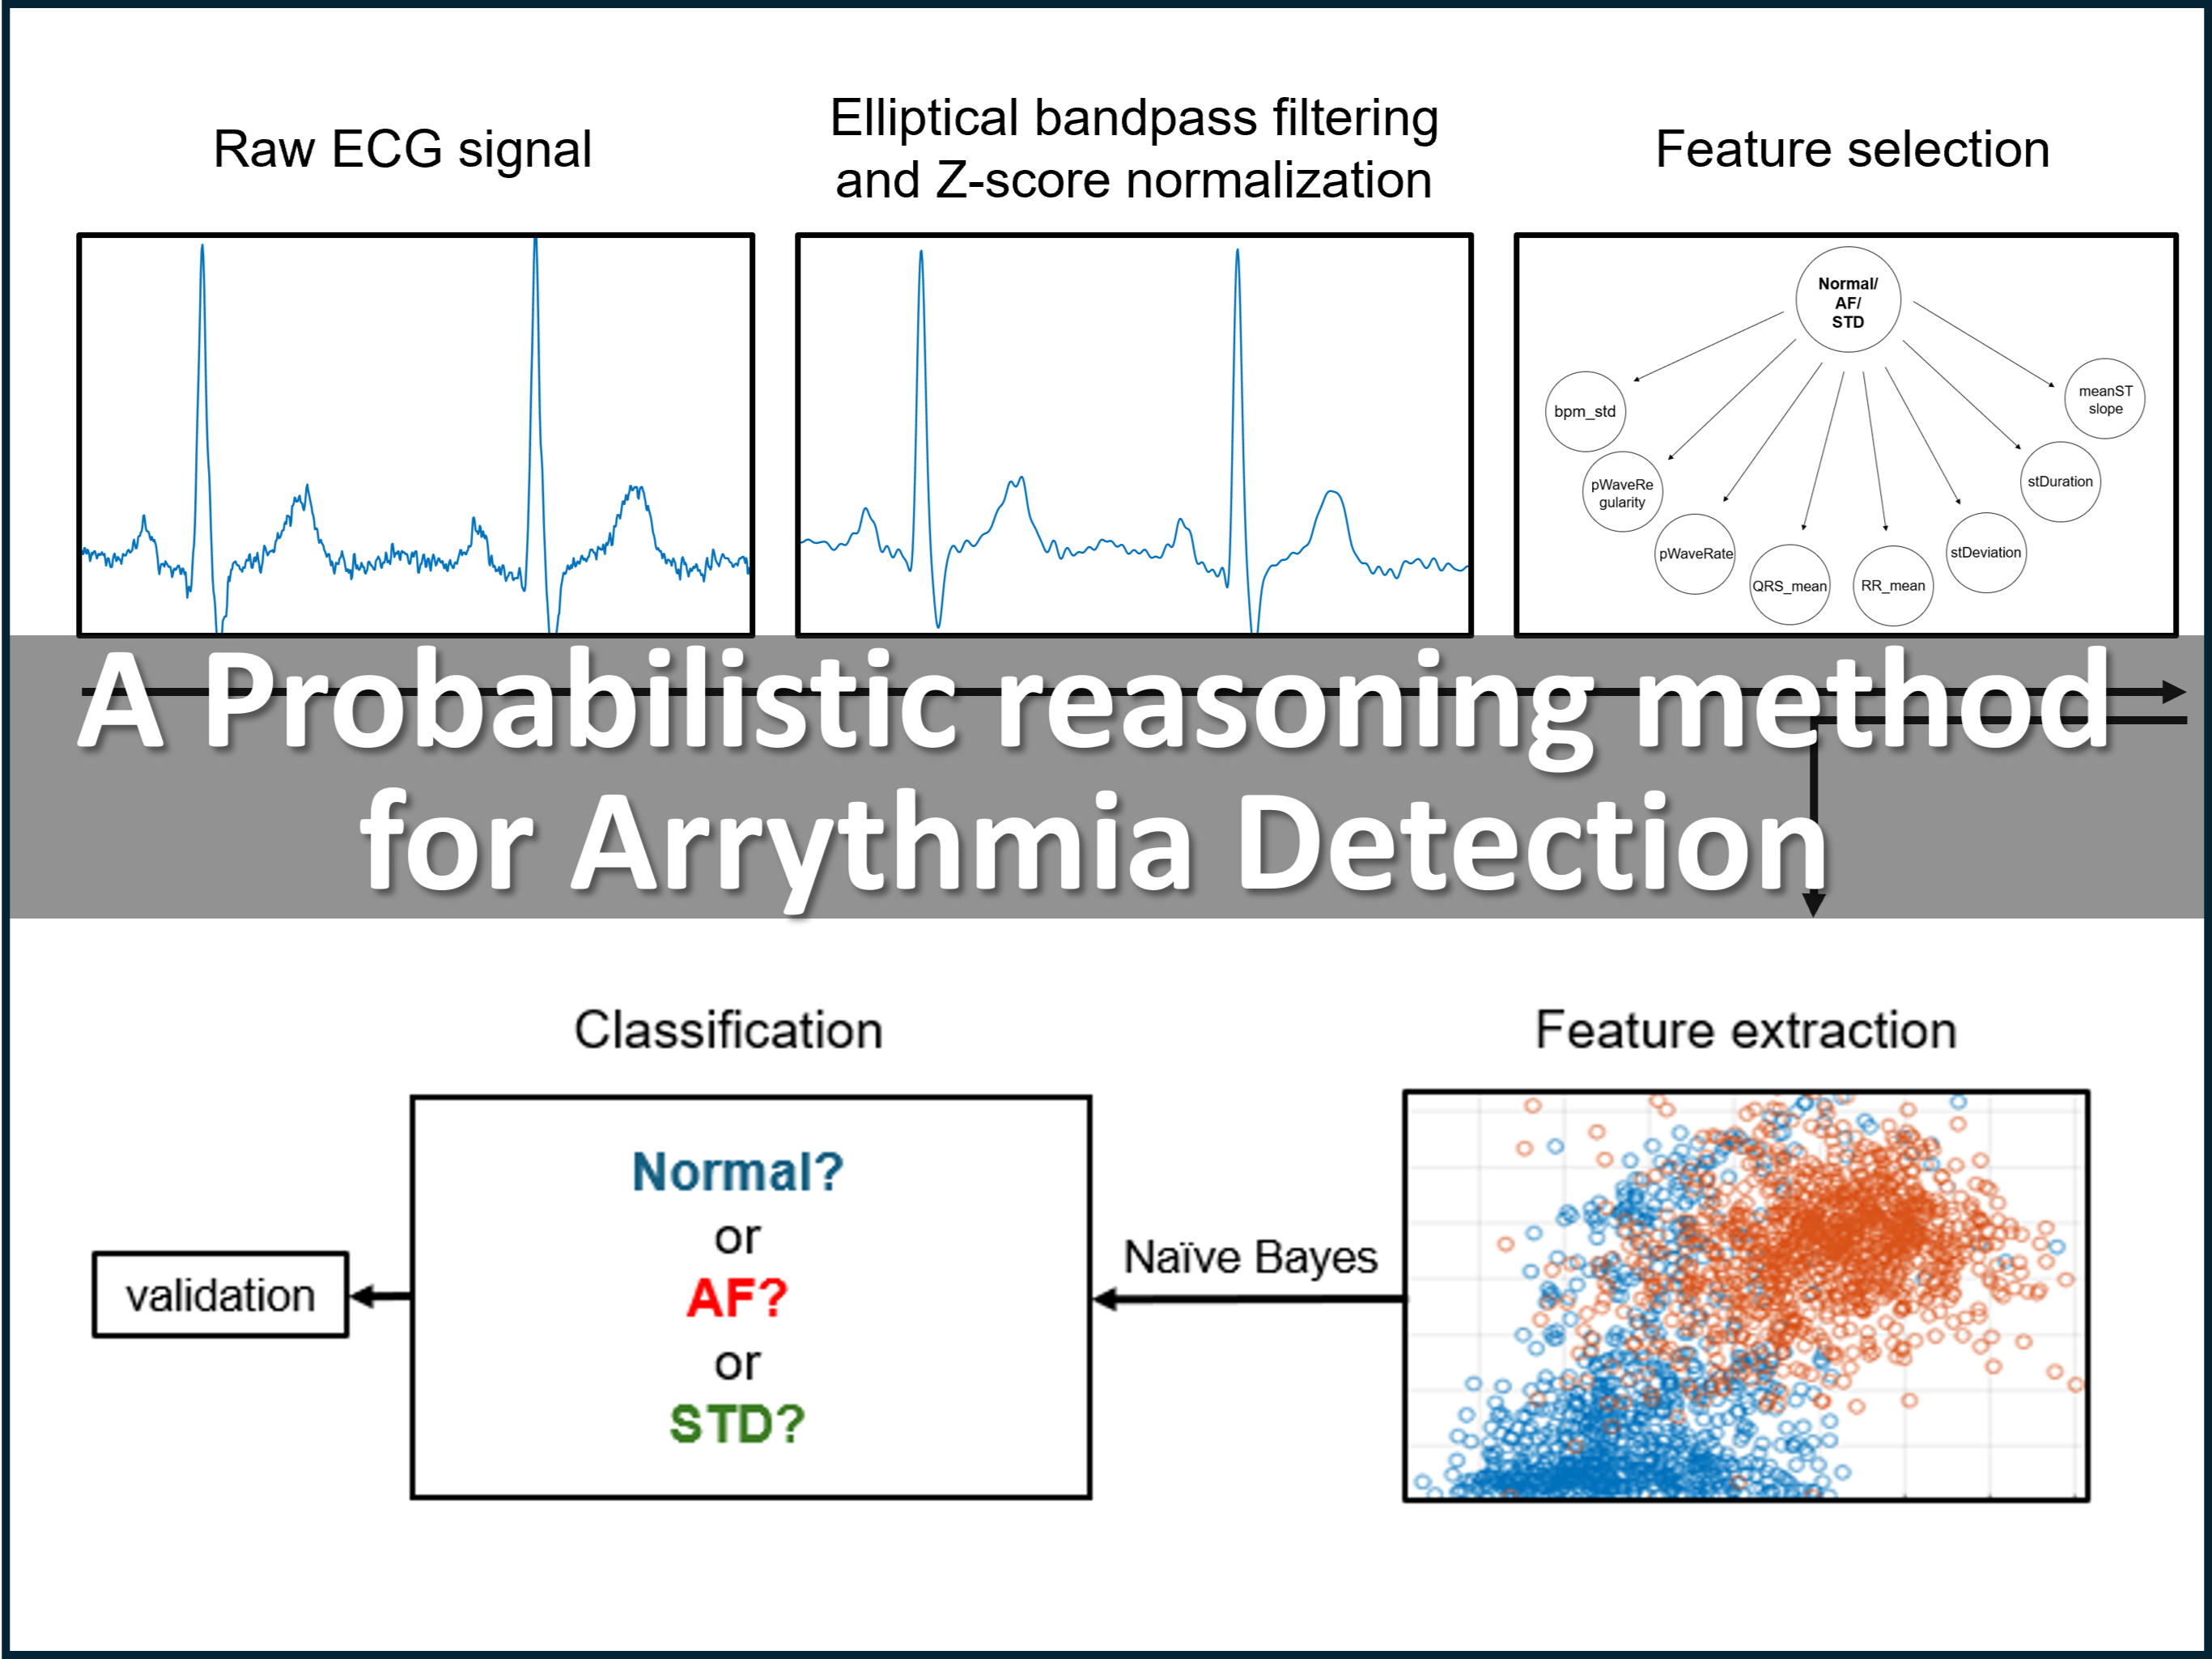 Raw ECG signal
Elliptical bandpass filtering
and Z-score normalization
Feature selection
Normal/
AF/
STD
bpm_std
pWaveRe
gularity
pWaveRate
QRS_mean
RR_mean
stDeviation
stDuration
meanST
slope
A Probabilistic reasoning method
for Arrythmia Detection
Classification
Feature extraction
Normal?
or
AF?
or
STD?
Naïve Bayes
validation